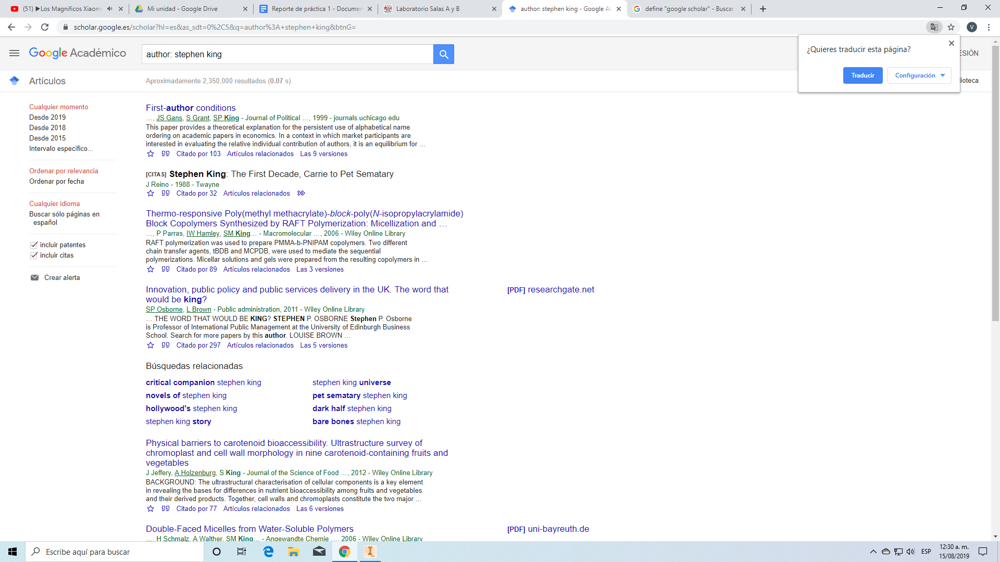 (51) ▶Los Magnificos Xiaomi
Mi unidad - Google Drive
Reporte de práctica 1 - Documen
Laboratorio Salas A y B
author: stephen king - Google Ac
define "google scholar" - Buscar
scholar.google.es/scholar?hl=es&as_sdt=0%2C5&q=author%3A+stephen+king&btnG=
V
Google Académico
author: stephen king
¿Quieres traducir esta página?
ESIÓN
Traducir
Configuración
Artículos
Aproximadamente 2,350,000 resultados (0.07 s)
lioteca
Cualquier momento
Desde 2019
Desde 2018
Desde 2015
Intervalo específico...
Ordenar por relevancia
Ordenar por fecha
Cualquier idioma
Buscar sólo páginas en
español
incluir patentes
incluir citas
Crear alerta
First-author conditions
…, JS Gans, S Grant, SP King - Journal of Political …, 1999 - journals.uchicago.edu
This paper provides a theoretical explanation for the persistent use of alphabetical name
ordering on academic papers in economics. In a context in which market participants are
interested in evaluating the relative individual contribution of authors, it is an equilibrium for …
Citado por 103 Artículos relacionados Las 9 versiones
[CITAS] Stephen King: The First Decade, Carrie to Pet Sematary
J Reino - 1988 - Twayne
Citado por 32 Artículos relacionados
Thermo-responsive Poly(methyl methacrylate)-block-poly(N-isopropylacrylamide)
Block Copolymers Synthesized by RAFT Polymerization: Micellization and …
…, P Parras, IW Hamley, SM King… - Macromolecular …, 2006 - Wiley Online Library
RAFT polymerization was used to prepare PMMA-b-PNIPAM copolymers. Two different
chain transfer agents, tBDB and MCPDB, were used to mediate the sequential
polymerizations. Micellar solutions and gels were prepared from the resulting copolymers in …
Citado por 89 Artículos relacionados Las 3 versiones
Innovation, public policy and public services delivery in the UK. The word that
would be king?
[PDF] researchgate.net
SP Osborne, L Brown - Public administration, 2011 - Wiley Online Library
… THE WORD THAT WOULD BE KING? STEPHEN P. OSBORNE Stephen P. Osborne
is Professor of International Public Management at the University of Edinburgh Business
School. Search for more papers by this author. LOUISE BROWN …
Citado por 297 Artículos relacionados Las 5 versiones
Búsquedas relacionadas
critical companion stephen king
stephen king universe
novels of stephen king
pet sematary stephen king
hollywood's stephen king
dark half stephen king
stephen king story
bare bones stephen king
Physical barriers to carotenoid bioaccessibility. Ultrastructure survey of
chromoplast and cell wall morphology in nine carotenoid-containing fruits and
vegetables
J Jeffery, A Holzenburg, S King - Journal of the Science of Food …, 2012 - Wiley Online Library
BACKGROUND: The ultrastructural characterisation of cellular components is a key element
in revealing the bases for differences in nutrient bioaccessibility among fruits and vegetables
and their derived products. Together, cell walls and chromoplasts constitute the two major …
Citado por 77 Artículos relacionados Las 6 versiones
Double-Faced Micelles from Water-Soluble Polymers
[PDF] uni-bayreuth.de
…, H Schmalz, A Walther, SM King… - Angewandte Chemie …, 2006 - Wiley Online Library
Escribe aquí para buscar
ESP
12:30 a. m.
15/08/2019